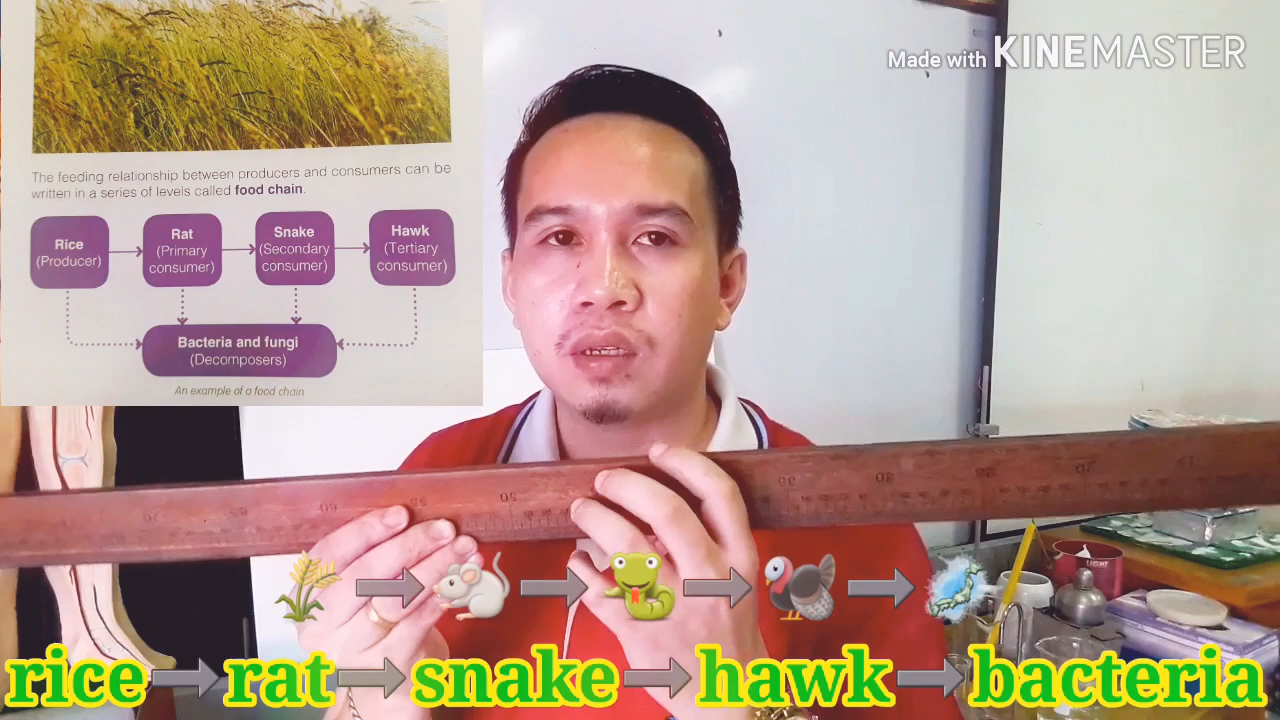 Made with KINEMASTER
The feeding relationship between producers and consumers can be
written in a series of levels called food chain.
Rice
(Producer)
Rat
(Primary
consumer)
Snake
(Secondary
consumer)
Hawk
(Tertiary
consumer)
Bacteria and fungi
(Decomposers)
An example of a food chain
50
30
rice rat snake hawk bacteria